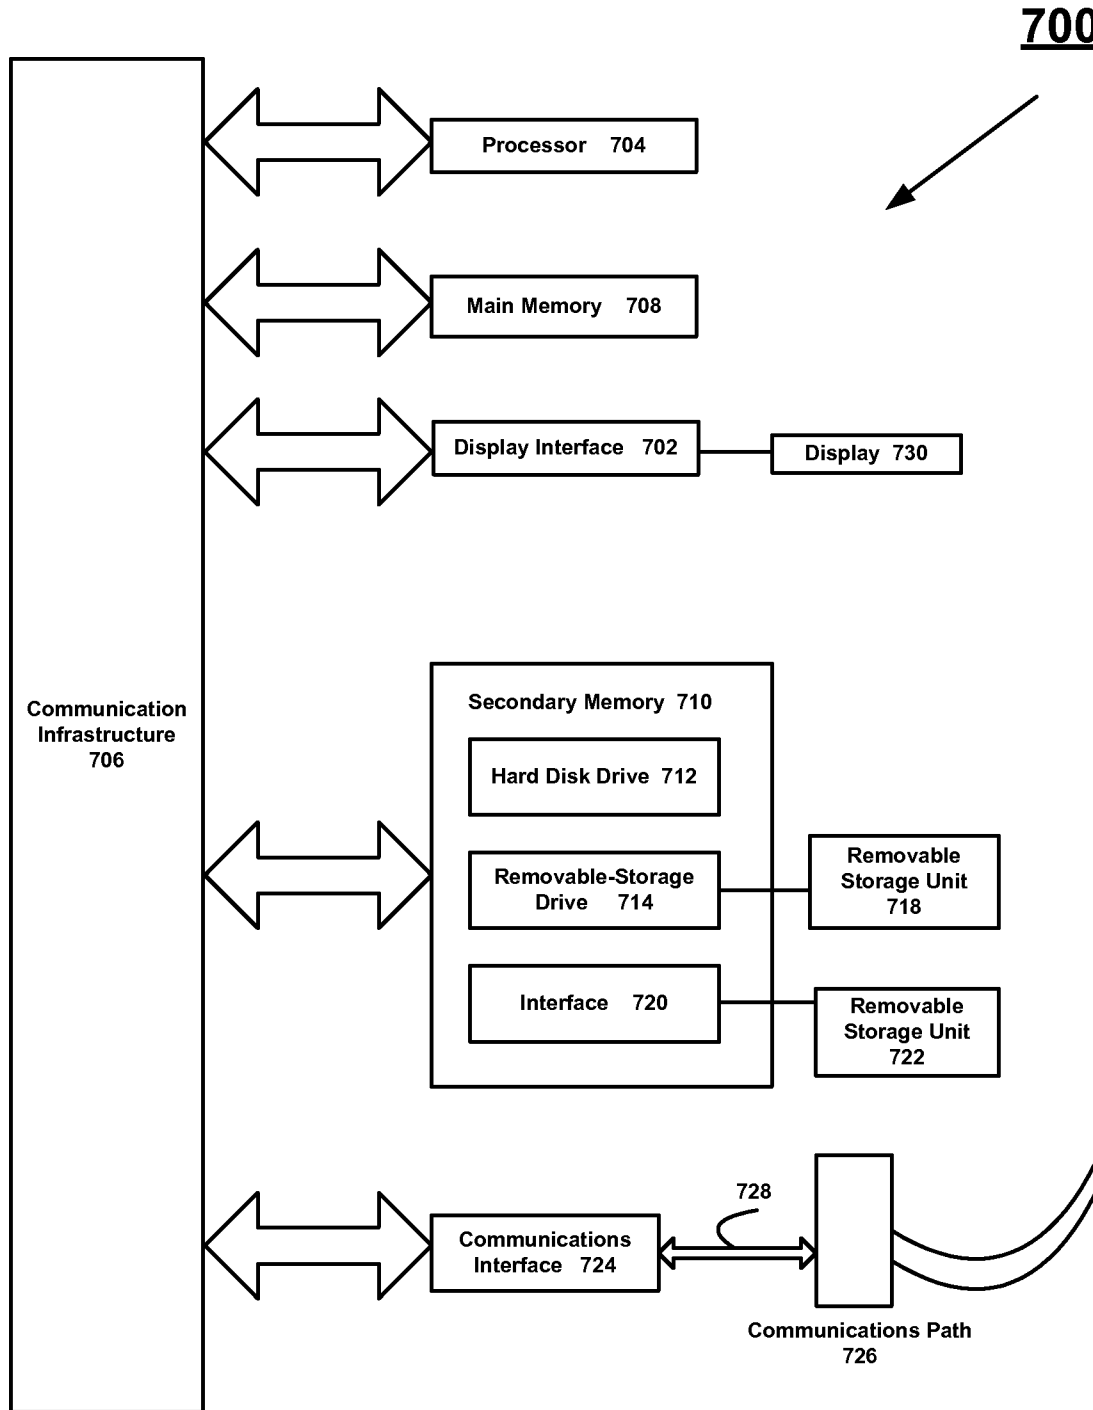 700
Processor 704
Main Memory 708
Display Interface 702
Display 730
Communication
Infrastructure
706
Secondary Memory 710
Hard Disk Drive 712
Removable-Storage
Drive 714
Removable
Storage Unit
718
Interface 720
Removable
Storage Unit
722
728
Communications
Interface 724
Communications Path
726